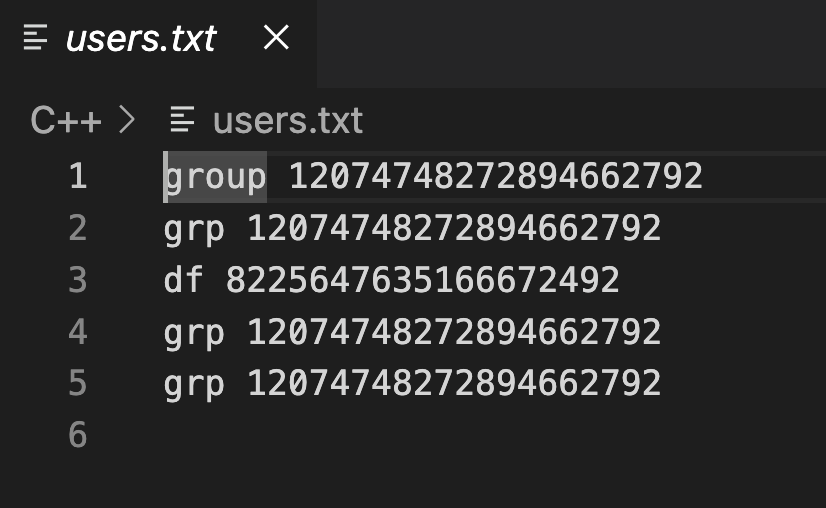 users.txt ×
C++ > users.txt
1 group 12074748272894662792
2 grp 12074748272894662792
3 df 8225647635166672492
4 grp 12074748272894662792
5 grp 12074748272894662792
6